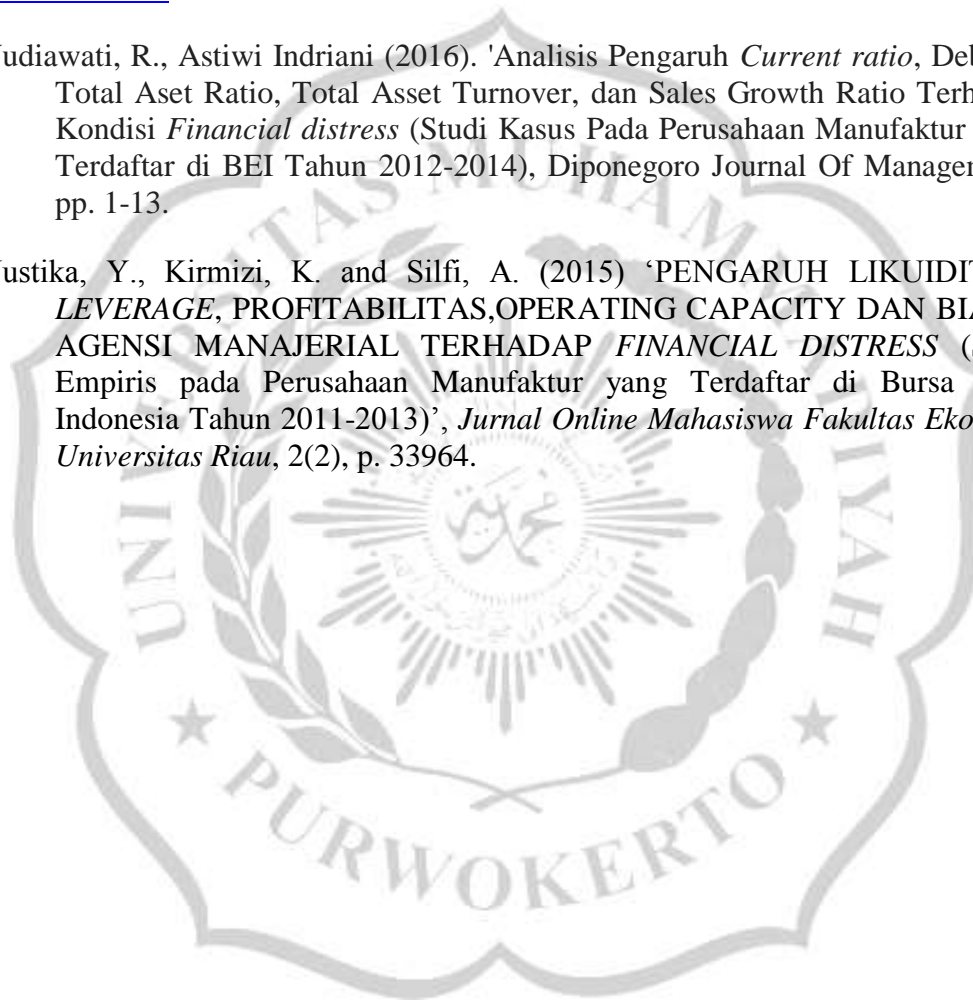 udiawati, R., Astiwi Indriani (2016). 'Analisis Pengaruh Current ratio, Deb
Total Aset Ratio, Total Asset Turnover, dan Sales Growth Ratio Terh
Kondisi Financial distress (Studi Kasus Pada Perusahaan Manufaktur
Terdaftar di BEI Tahun 2012-2014), Diponegoro Journal Of Manager
pp. 1-13.
ustika, Y., Kirmizi, K. and Silfi, A. (2015) ‘PENGARUH LIKUIDIT
LEVERAGE, PROFITABILITAS,OPERATING CAPACITY DAN BIA
AGENSI MANAJERIAL TERHADAP FINANCIAL DISTRESS (
Empiris pada Perusahaan Manufaktur yang Terdaftar di Bursa
Indonesia Tahun 2011-2013)’, Jurnal Online Mahasiswa Fakultas Eko
Universitas Riau, 2(2), p. 33964.
UNIVERSITAS MUHAMMADIYAH
PURWOKERTO